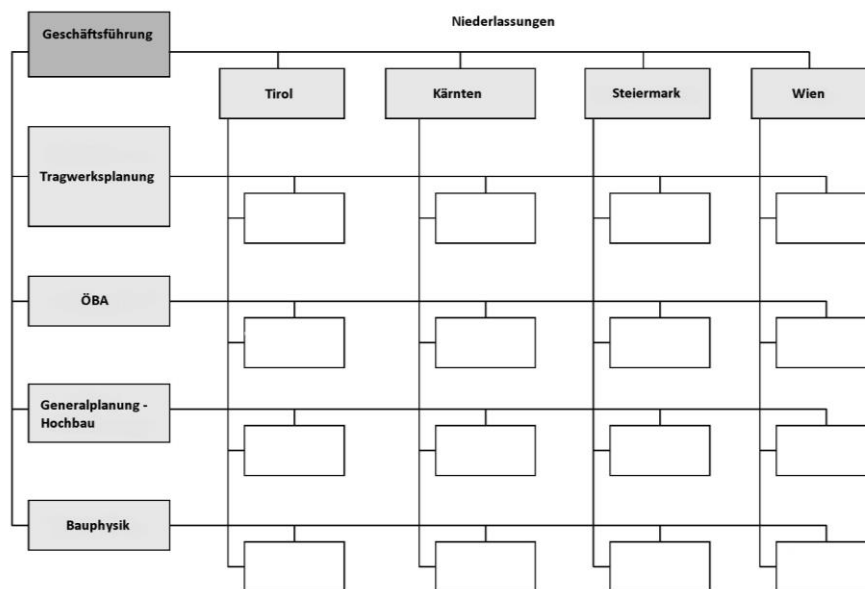 Niederlassungen
Geschäftsführung
Tirol
Kärnten
Steiermark
Wien
Tragwerksplanung
ÖBA
Generalplanung -
Hochbau
Bauphysik